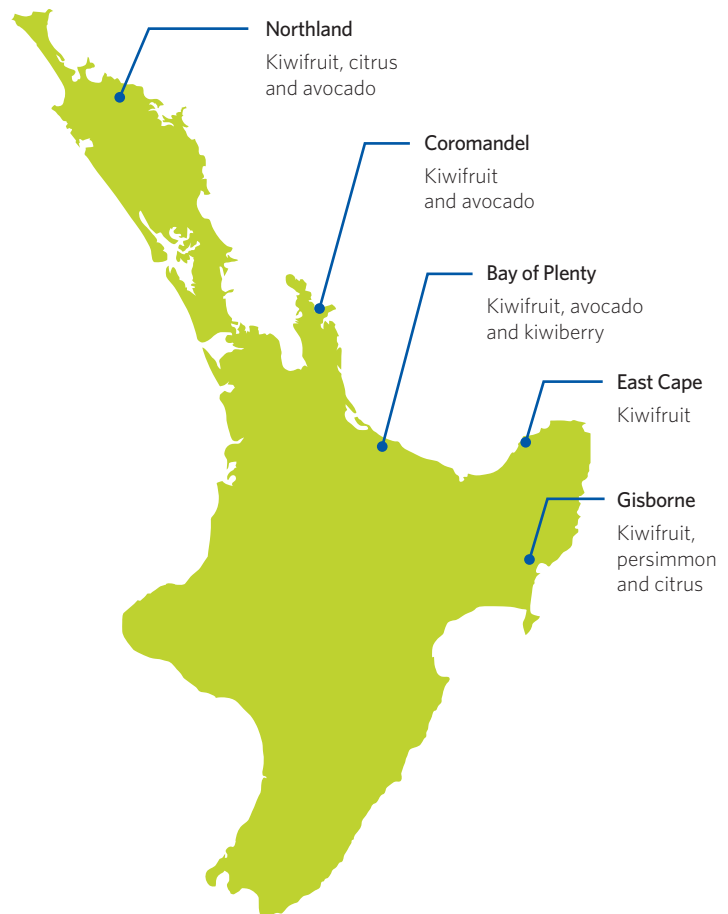 Northland
Kiwifruit, citrus
and avocado
Coromandel
Kiwifruit
and avocado
Bay of Plenty
Kiwifruit, avocado
and kiwiberry
East Cape
Kiwifruit
Gisborne
Kiwifruit,
persimmon
and citrus